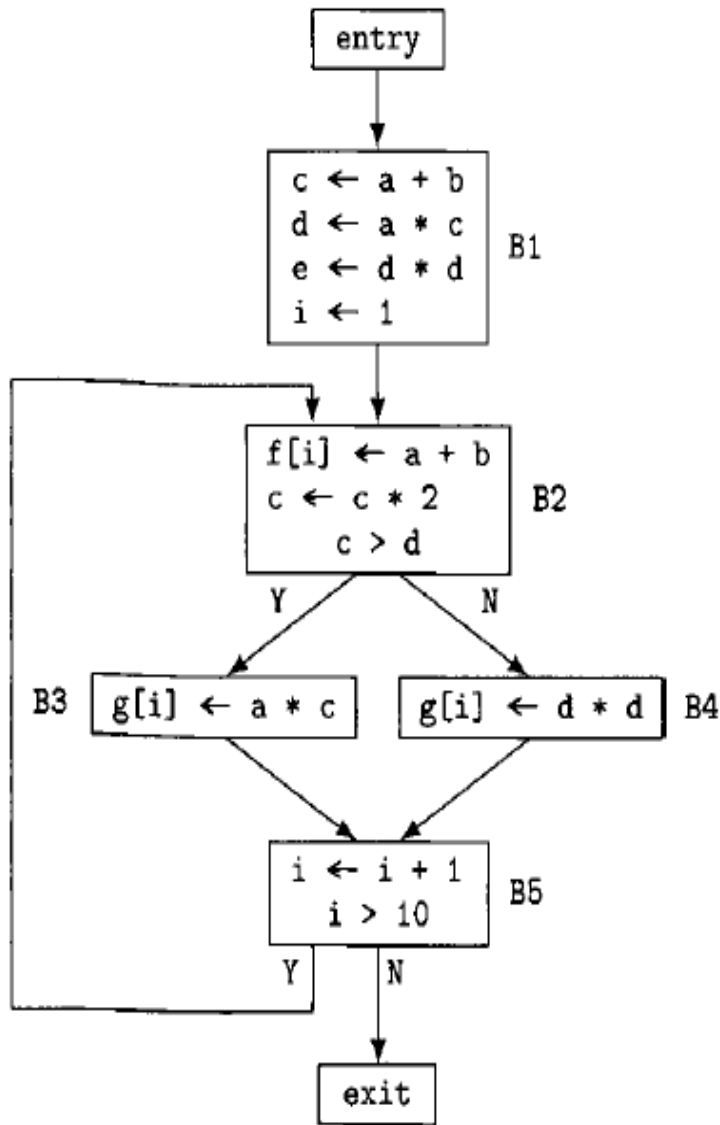 entry
c ← a + b
d ← a * c
e ← d * d
i ← 1
B1
f[i] ← a + b
c ← c * 2
c > d
B2
Y
N
B3
g[i] ← a * c
g[i] ← d * d
B4
i ← i + 1
i > 10
B5
Y
N
exit